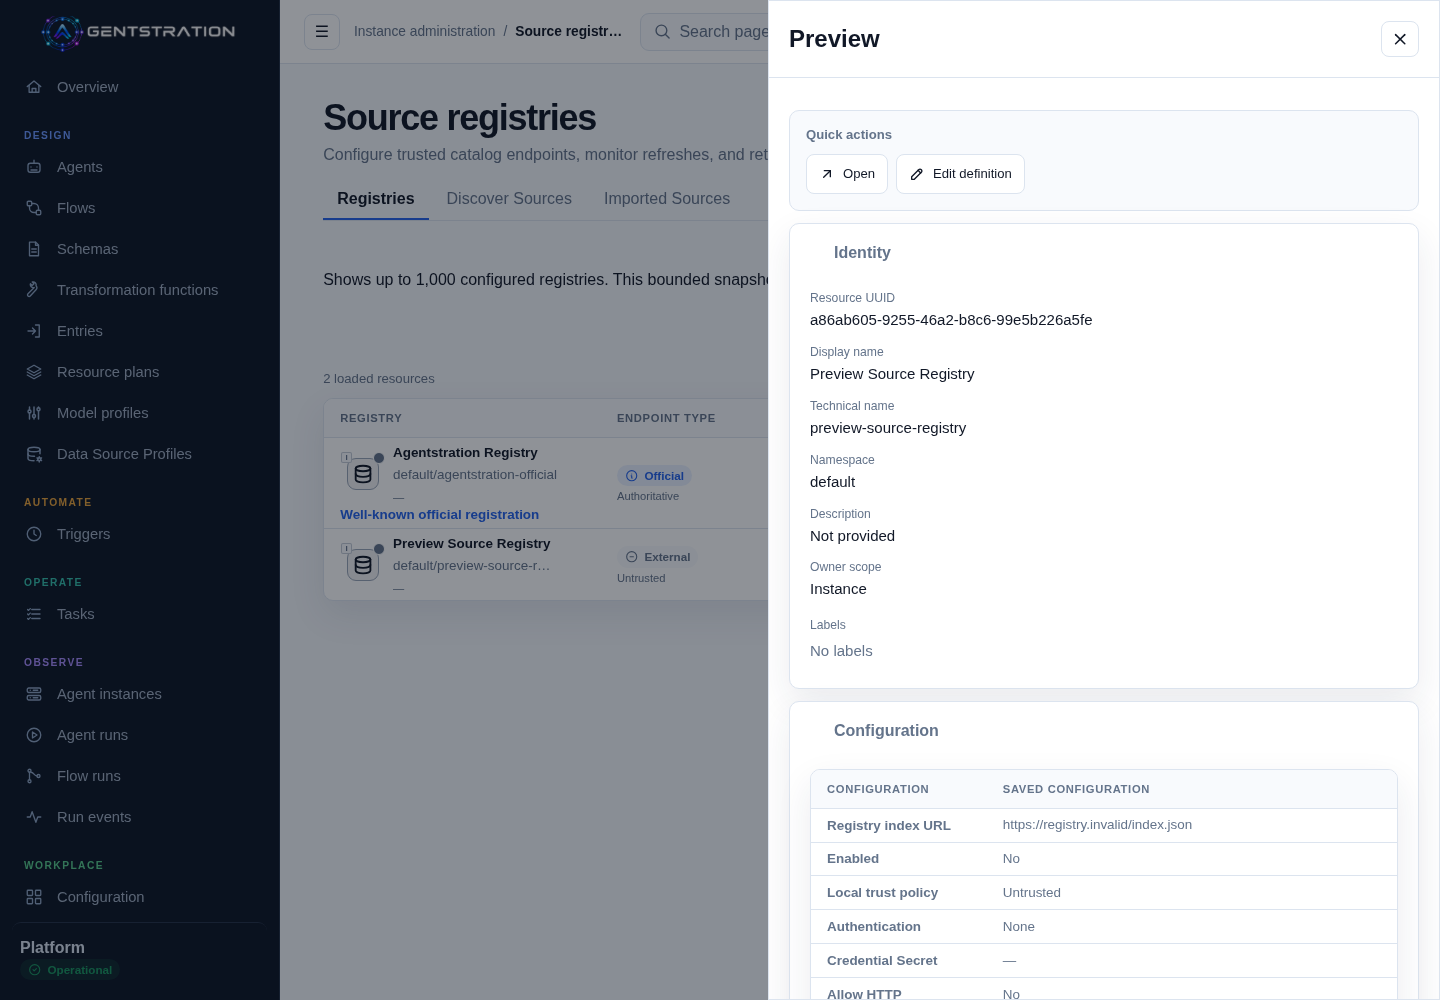 GENTSTRATION
Overview
DESIGN
Agents
Flows
Schemas
Transformation functions
Entries
Resource plans
Model profiles
Data Source Profiles
AUTOMATE
Triggers
OPERATE
Tasks
OBSERVE
Agent instances
Agent runs
Flow runs
Run events
WORKPLACE
Configuration
Platform
Operational
Instance administration / Source registr…
Search page
Source registries
Configure trusted catalog endpoints, monitor refreshes, and ret
Registries Discover Sources Imported Sources
Shows up to 1,000 configured registries. This bounded snapsh
2 loaded resources
REGISTRY ENDPOINT TYPE
I
Agentstration Registry
default/agentstration-official
—
Well-known official registration
Official
Authoritative
I
Preview Source Registry
default/preview-source-r…
—
External
Untrusted
Preview
Quick actions
Open
Edit definition
Identity
Resource UUID
a86ab605-9255-46a2-b8c6-99e5b226a5fe
Display name
Preview Source Registry
Technical name
preview-source-registry
Namespace
default
Description
Not provided
Owner scope
Instance
Labels
No labels
Configuration
CONFIGURATION SAVED CONFIGURATION
Registry index URL https://registry.invalid/index.json
Enabled No
Local trust policy Untrusted
Authentication None
Credential Secret —
Allow HTTP No